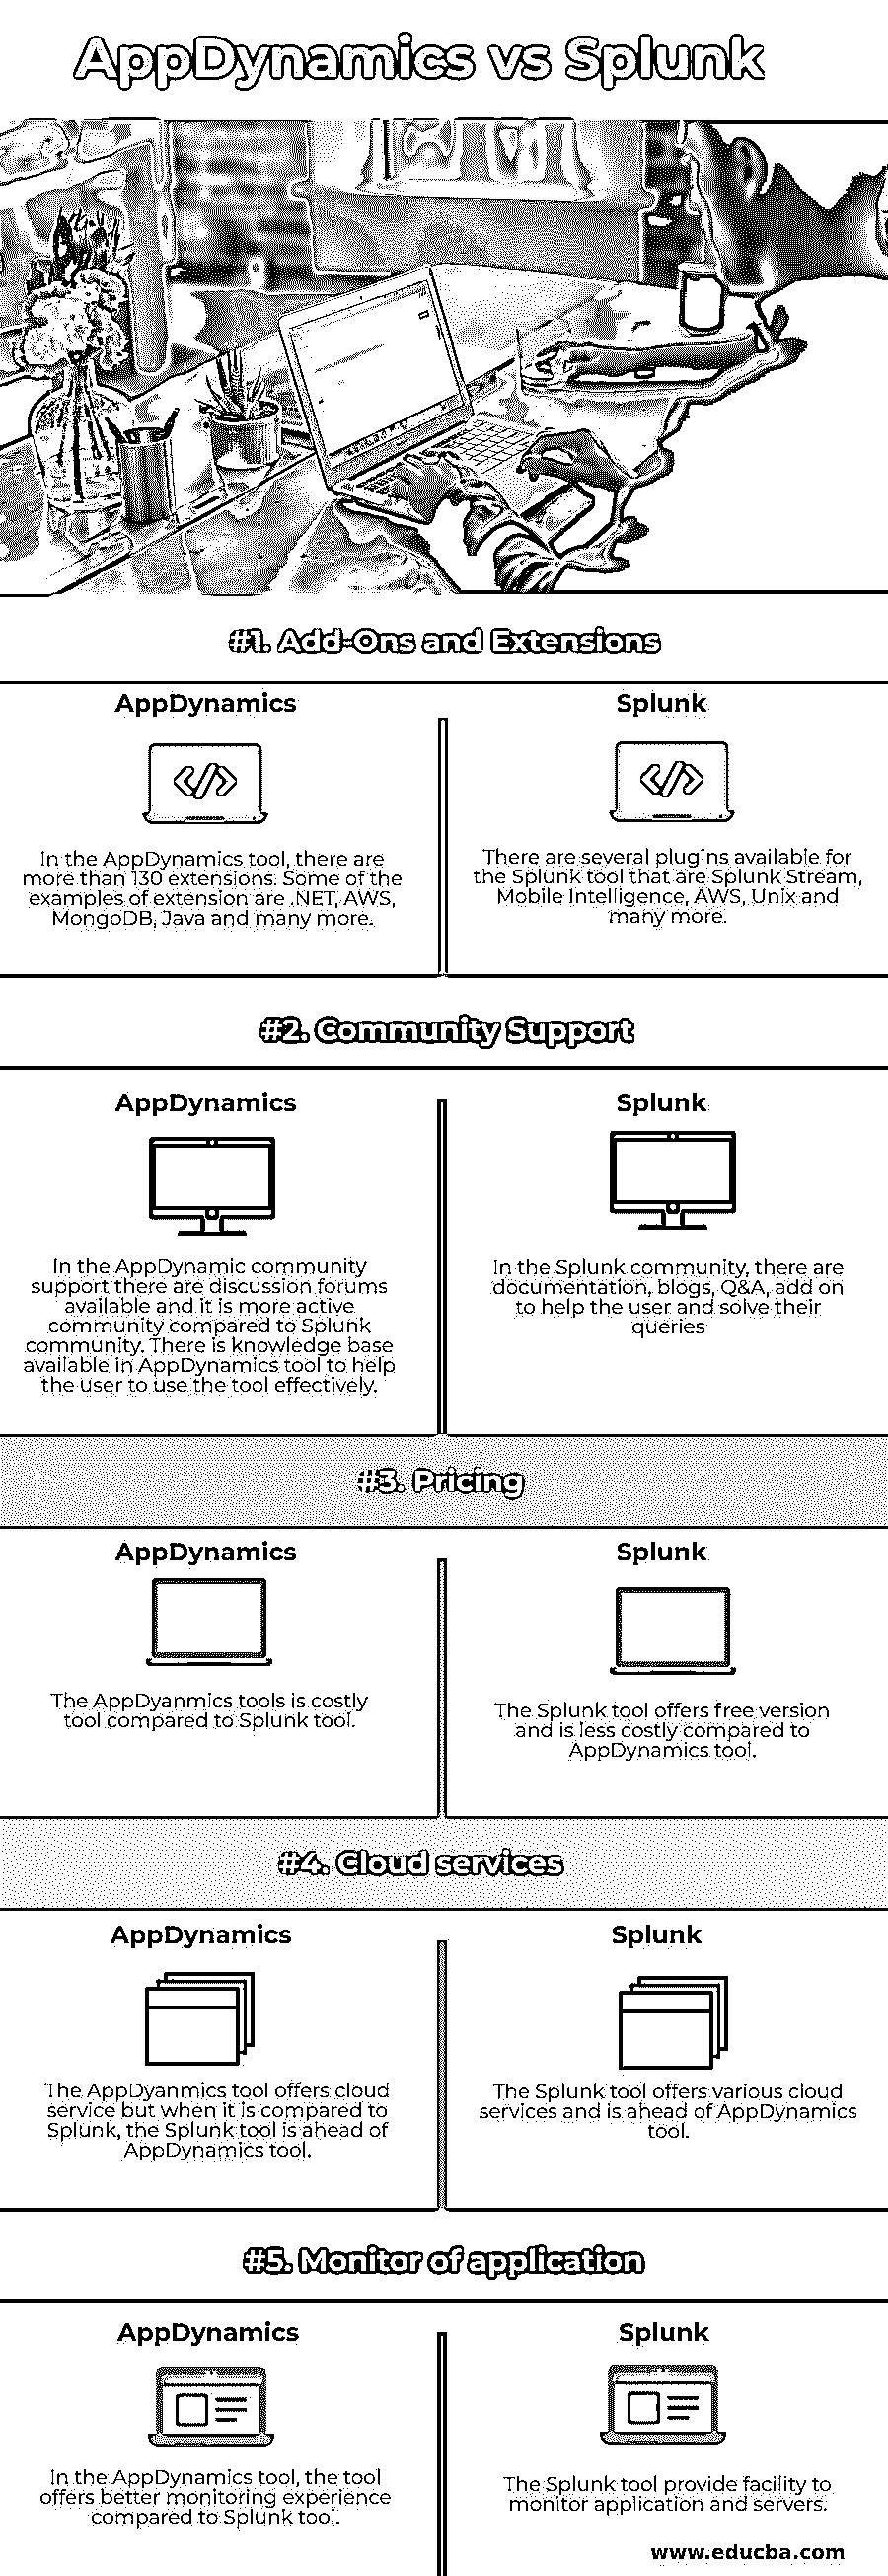 AppDynamics vs Splunk
#1. Add-Ons and Extensions
AppDynamics
In the AppDynamics tool, there are
more than 130 extensions. Some of the
examples of extension are .NET, AWS,
MongoDB, Java and many more.
Splunk
There are several plugins available for
the Splunk tool that are Splunk Stream,
Mobile Intelligence, AWS, Unix and
many more.
#2. Community Support
AppDynamics
In the AppDynamic community
support there are discussion forums
available and it is more active
community compared to Splunk
community. There is knowledge base
available in AppDynamics tool to help
the user to use the tool effectively.
Splunk
In the Splunk community, there are
documentation, blogs, Q&A, add on
to help the user and solve their
queries
#3. Pricing
AppDynamics
The AppDyanmics tools is costly
tool compared to Splunk tool.
Splunk
The Splunk tool offers free version
and is less costly compared to
AppDynamics tool.
#4. Cloud services
AppDynamics
The AppDyanmics tool offers cloud
service but when it is compared to
Splunk, the Splunk tool is ahead of
AppDynamics tool.
Splunk
The Splunk tool offers various cloud
services and is ahead of AppDynamics
tool.
#5. Monitor of application
AppDynamics
In the AppDynamics tool, the tool
offers better monitoring experience
compared to Splunk tool.
Splunk
The Splunk tool provide facility to
monitor application and servers.
www.educba.com